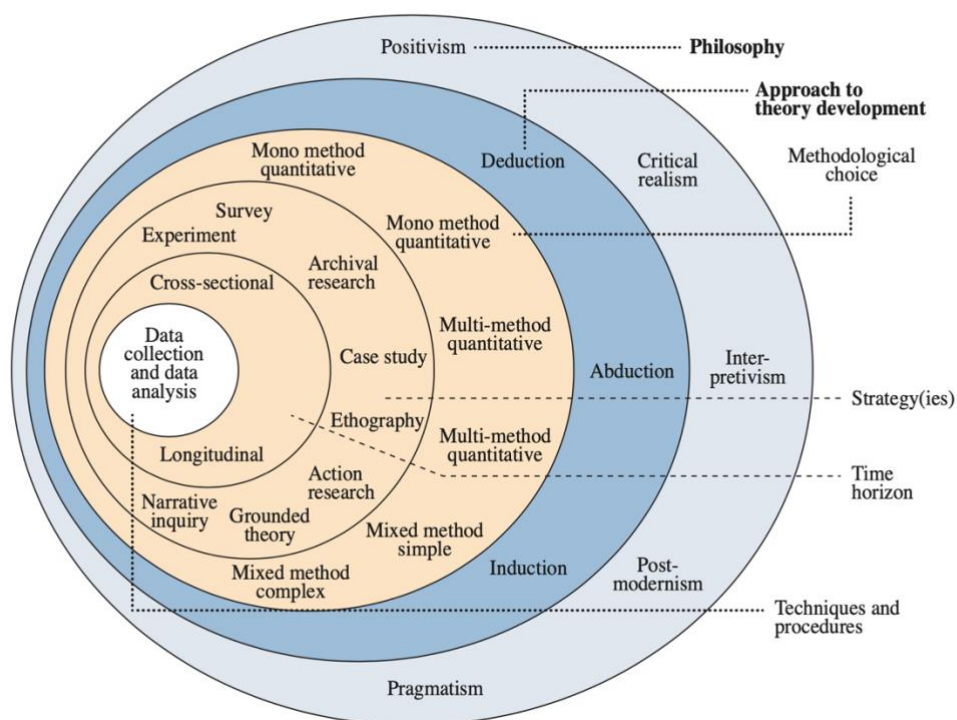 Positivism
Philosophy
Approach to
theory development
Mono method
quantitative
Deduction
Critical
realism
Methodological
choice
Survey
Experiment
Mono method
quantitative
Archival
research
Cross-sectional
Data
collection
and data
analysis
Case study
Multi-method
quantitative
Abduction
Inter-
pretivism
Strategy(ies)
Ethography
Multi-method
quantitative
Longitudinal
Time
horizon
Action
research
Narrative
inquiry
Grounded
theory
Mixed method
simple
Mixed method
complex
Induction
Post-
modernism
Techniques and
procedures
Pragmatism